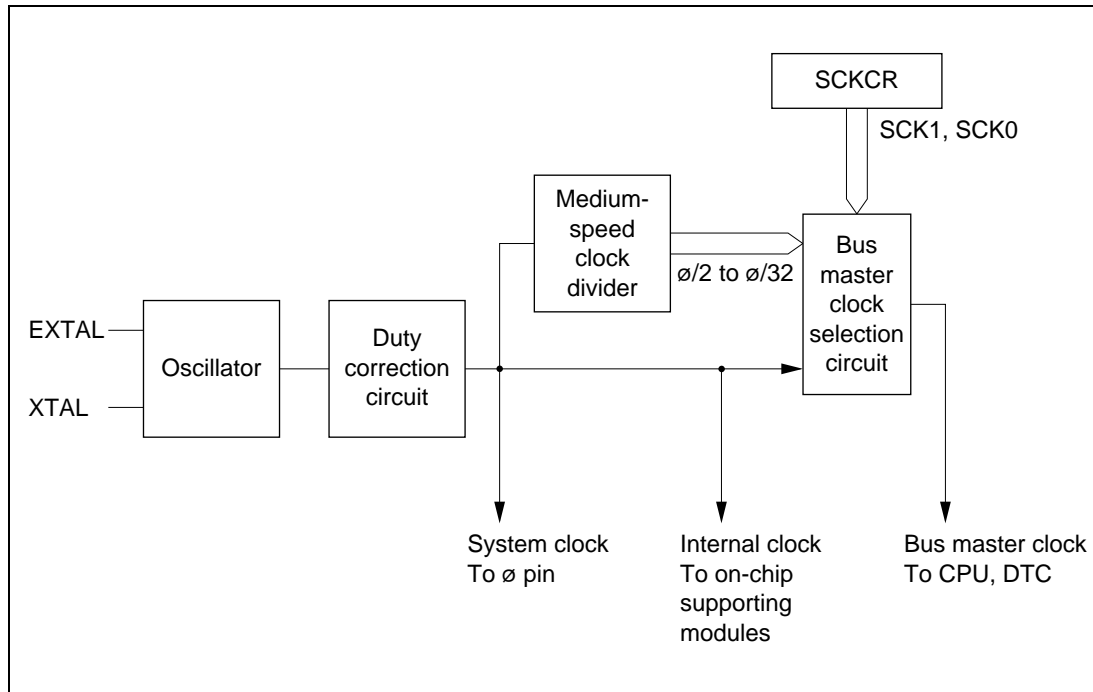 SCKCR
SCK1, SCK0
Medium-
speed
clock
divider
ø/2 to ø/32
Bus
master
clock
selection
circuit
EXTAL
XTAL
Oscillator
Duty
correction
circuit
System clock
To ø pin
Internal clock
To on-chip
supporting
modules
Bus master clock
To CPU, DTC